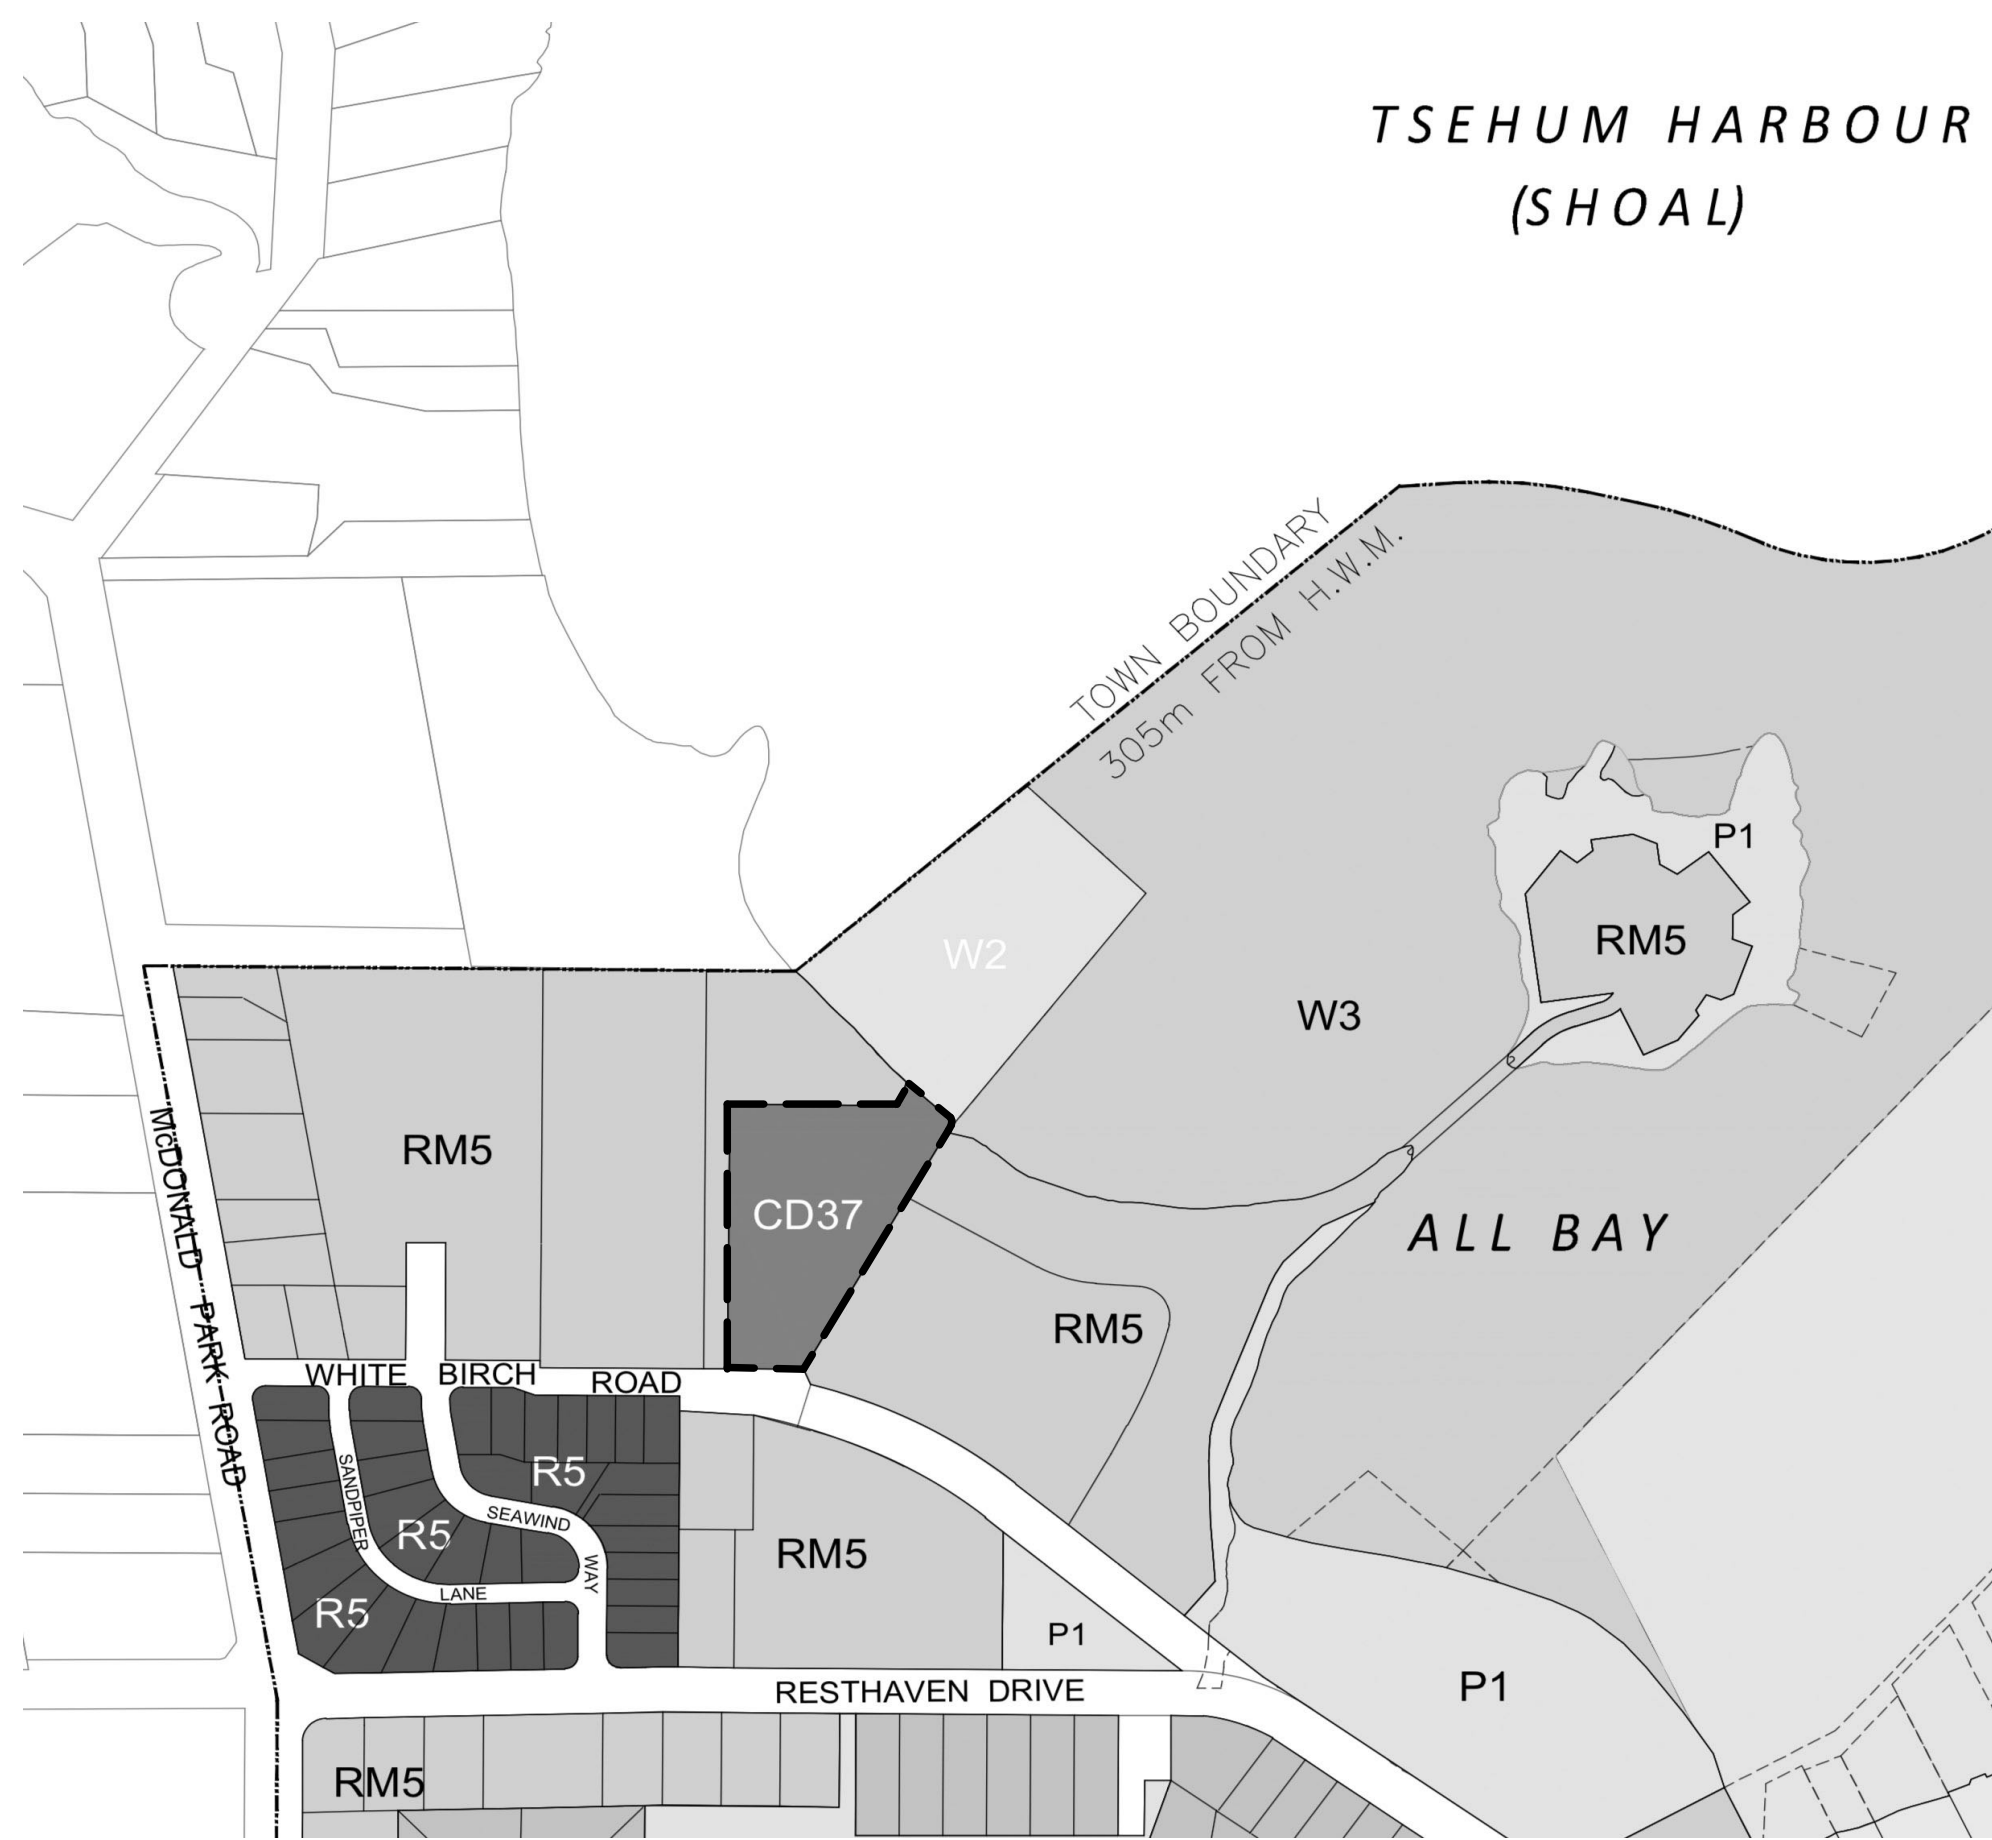 TSEHUM HARBOUR
(SHOAL)
TOWN BOUNDARY
305m FROM H.W.M.
P1
RM5
W2
W3
RM5
CD37
ALL BAY
RM5
McDONALD PARK ROAD
WHITE BIRCH ROAD
R5
SANDPIPER
SEAWIND
R5
RM5
WAY
LANE
R5
P1
RESTHAVEN DRIVE
P1
RM5